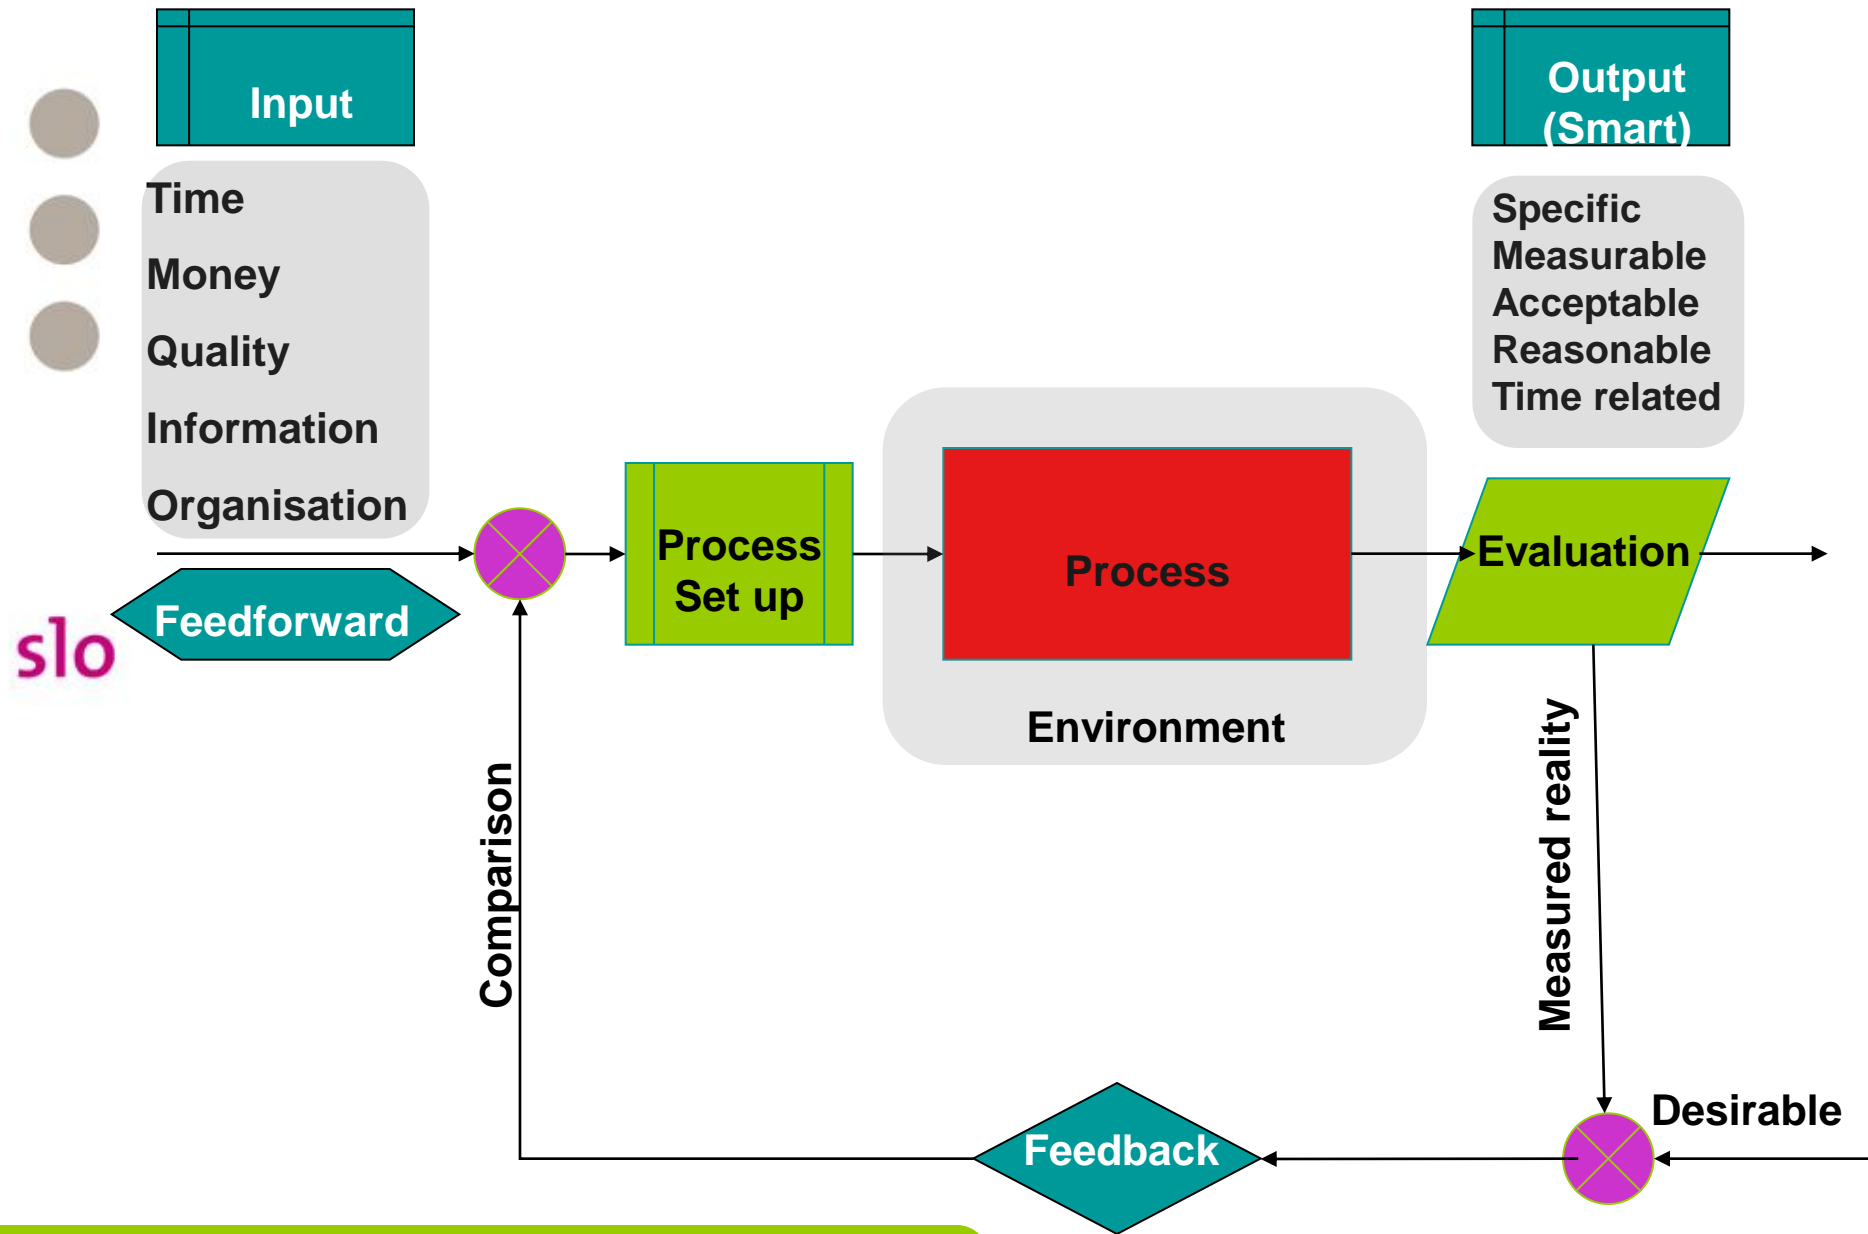 Input
Output
(Smart)
Time
Money
Quality
Information
Organisation
Specific
Measurable
Acceptable
Reasonable
Time related
Process
Set up
Process
Evaluation
Feedforward
slo
Environment
Comparison
Measured reality
Desirable
Feedback